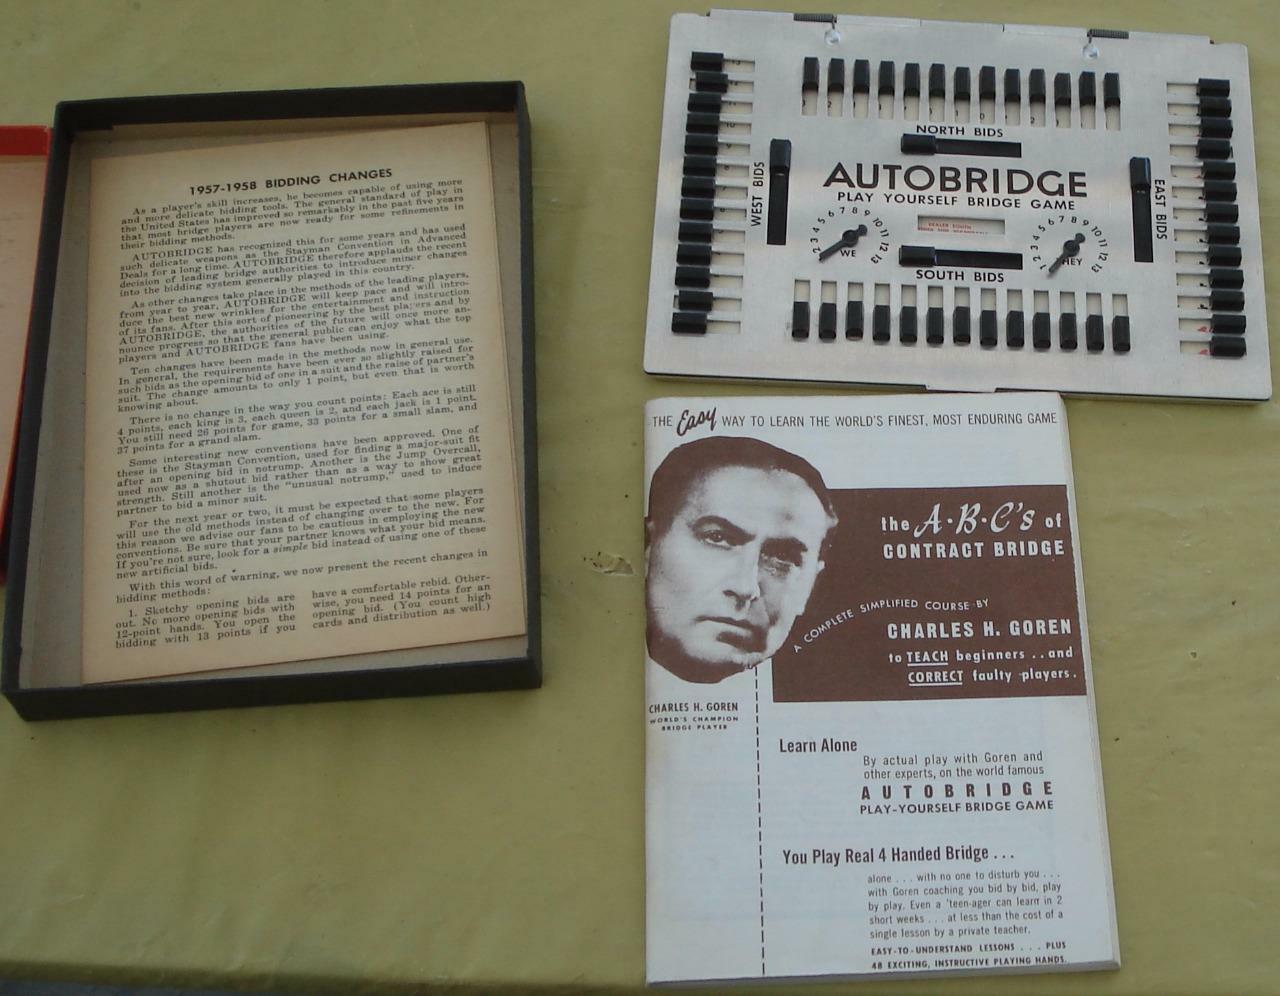 1957-1958 BIDDING CHANGES
As a player's skill increases, he becomes capable of using more
and more delicate bidding tools. The general standard of play in
the United States has improved so remarkably in the past five years
that most bridge players are now ready for some refinements in
their bidding methods.
AUTOBRIDGE has recognized this for some years and has used
such delicate weapons as the Stayman Convention in Advanced
Deals for a long time. AUTOBRIDGE therefore applauds the recent
decision of leading bridge authorities to introduce minor changes
into the bidding system generally played in this country.
As other changes take place in the methods of the leading players,
from year to year, AUTOBRIDGE will keep pace and will intro-
duce the best new wrinkles for the entertainment and instruction
of its fans. After this sort of pioneering by the best players and by
AUTOBRIDGE, the authorities of the future will once more an-
nounce progress so that the general public can enjoy what the top
players and AUTOBRIDGE fans have been using.
Ten changes have been made in the methods now in general use.
In general, the requirements have been ever so slightly raised for
such bids as the opening bid of one in a suit and the raise of partner's
suit. The change amounts to only 1 point, but even that is worth
knowing about.
There is no change in the way you count points: Each ace is still
4 points, each king is 3, each queen is 2, and each jack is 1 point.
You still need 26 points for game, 33 points for a small slam, and
37 points for a grand slam.
Some interesting new conventions have been approved. One of
these is the Stayman Convention, used for finding a major-suit fit
after an opening bid in notrump. Another is the Jump Overcall,
used now as a shutout bid rather than as a way to show great
strength. Still another is the "unusual notrump," used to induce
partner to bid a minor suit.
For the next year or two, it must be expected that some players
will use the old methods instead of changing over to the new. For
this reason we advise our fans to be cautious in employing the new
conventions. Be sure that your partner knows what your bid means.
If you're not sure, look for a simple bid instead of using one of these
new artificial bids.
With this word of warning, we now present the recent changes in
bidding methods:
1. Sketchy opening bids are
out. No more opening bids with
12-point hands. You open the
bidding with 13 points if you
have a comfortable rebid. Other-
wise, you need 14 points for an
opening bid. (You count high
cards and distribution as well.)
NORTH BIDS
WEST BIDS
EAST BIDS
AUTOBRIDGE
PLAY YOURSELF BRIDGE GAME
DEALER SOUTH
1 2 3 4 5 6 7 8 9 10 11 12 13
WE
1 2 3 4 5 6 7 8 9 10 11 12 13
THEY
SOUTH BIDS
THE Easy WAY TO LEARN THE WORLD'S FINEST, MOST ENDURING GAME
the A·B·C's of
CONTRACT BRIDGE
A COMPLETE SIMPLIFIED COURSE BY
CHARLES H. GOREN
to TEACH beginners . . and
CORRECT faulty players.
CHARLES H. GOREN
WORLD'S CHAMPION
BRIDGE PLAYER
Learn Alone
By actual play with Goren and
other experts, on the world famous
AUTOBRIDGE
PLAY-YOURSELF BRIDGE GAME
You Play Real 4 Handed Bridge . . .
alone . . . with no one to disturb you . . .
with Goren coaching you bid by bid, play
by play. Even a 'teen-ager can learn in 2
short weeks . . . at less than the cost of a
single lesson by a private teacher.
EASY-TO-UNDERSTAND LESSONS . . . PLUS
48 EXCITING, INSTRUCTIVE PLAYING HANDS.